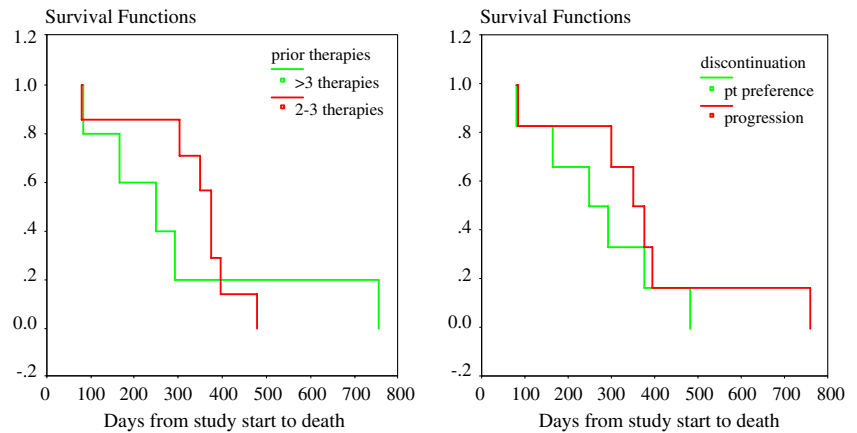 Survival Functions
1.2
1.0
.8
.6
.4
.2
0.0
-.2
0 100 200 300 400 500 600 700 800
Days from study start to death
prior therapies
>3 therapies
2-3 therapies
Survival Functions
1.2
1.0
.8
.6
.4
.2
0.0
-.2
0 100 200 300 400 500 600 700 800
Days from study start to death
discontinuation
pt preference
progression